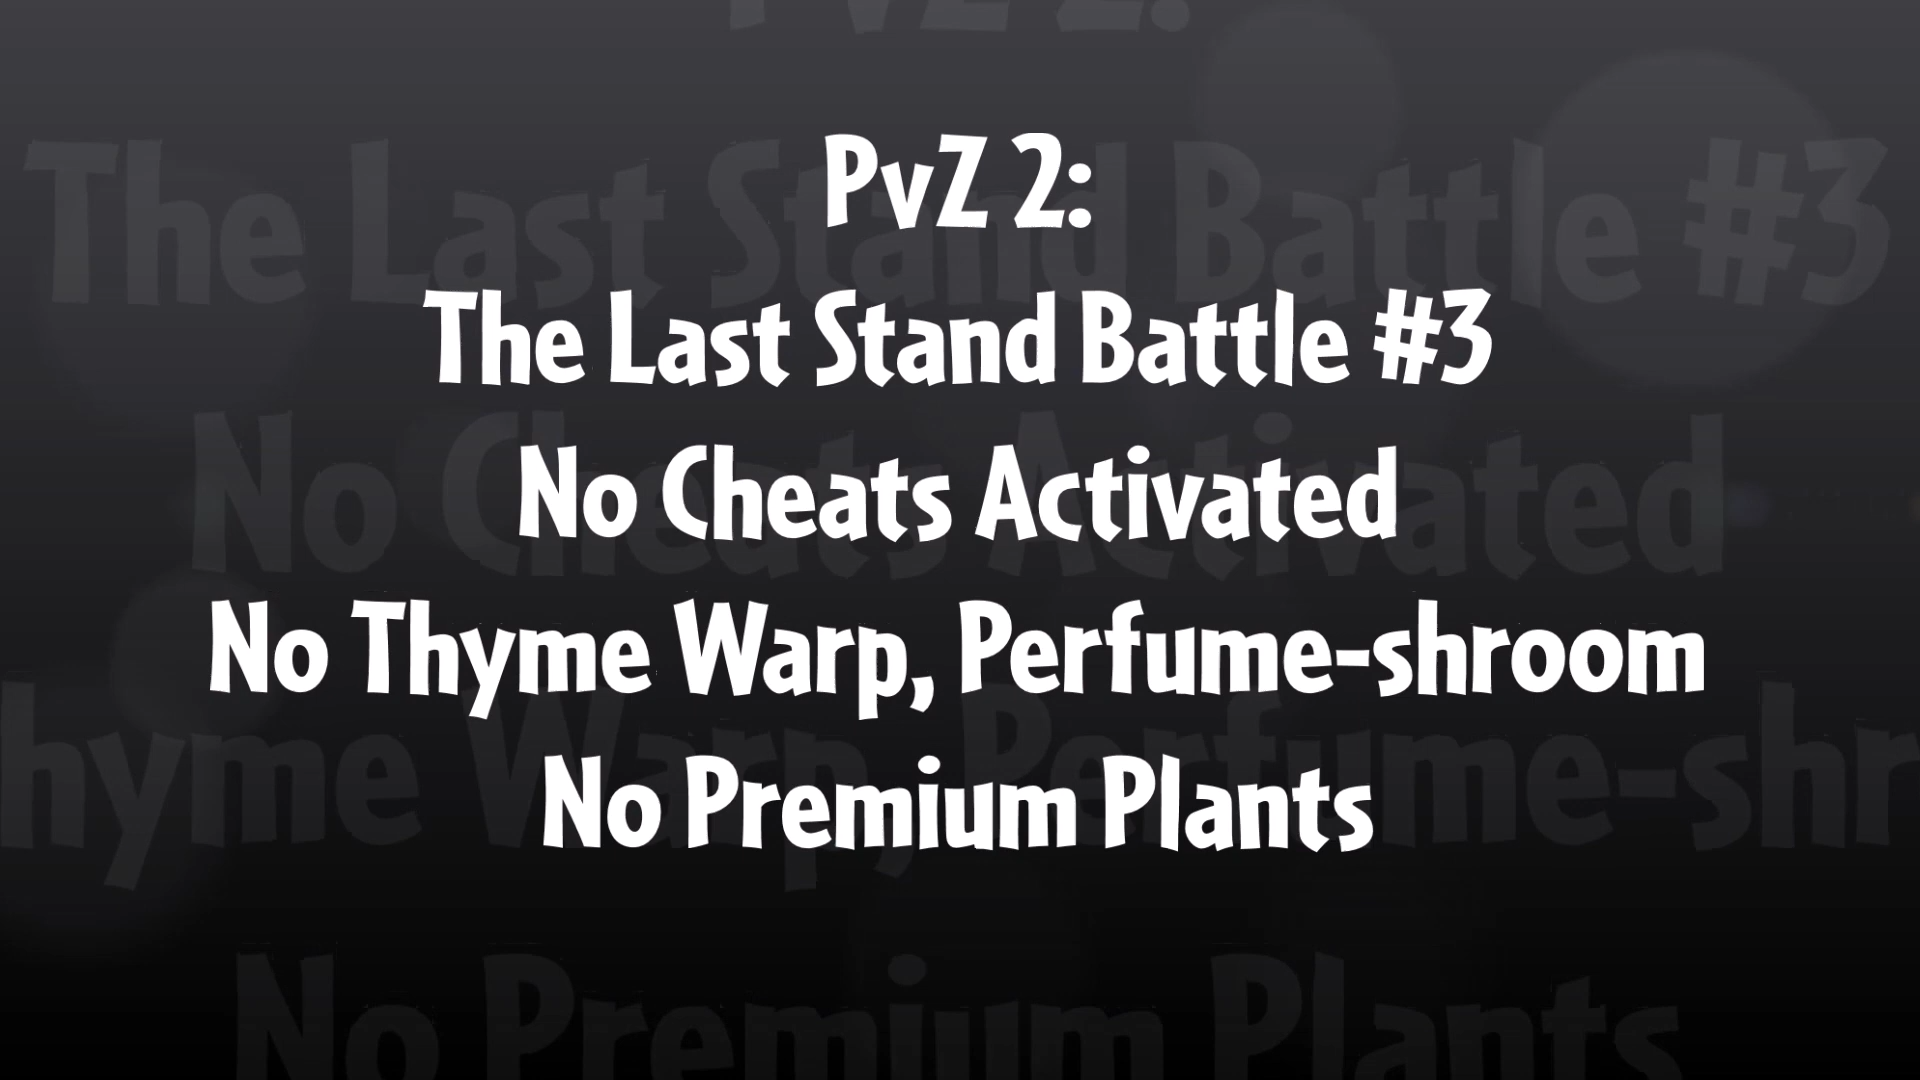 PvZ 2:
The Last Stand Battle #3
No Cheats Activated
No Thyme Warp, Perfume-shroom
No Premium Plants